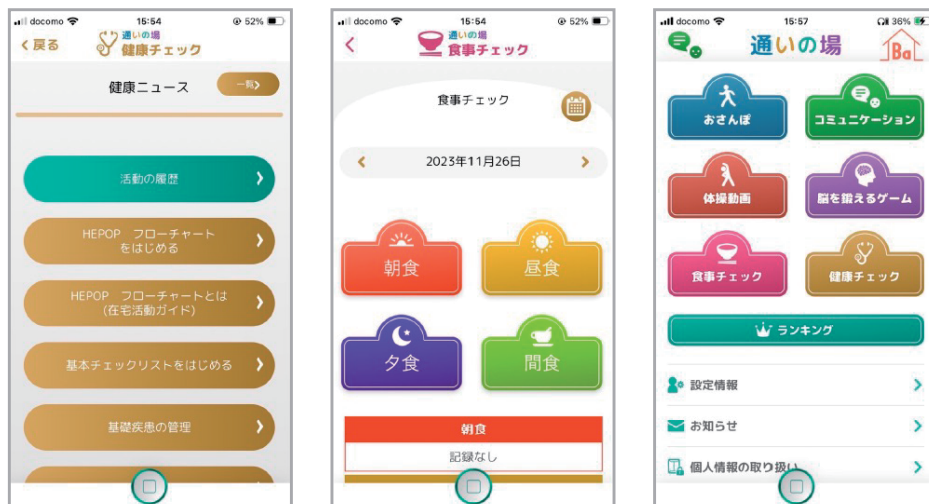 docomo 15:54 52%
戻る
通いの場
健康チェック
健康ニュース
一覧
活動の履歴
HEPOP フローチャート
をはじめる
HEPOP フローチャートとは
(在宅活動ガイド)
基本チェックリストをはじめる
基礎疾患の管理
docomo 15:54 52%
通いの場
食事チェック
食事チェック
2023年11月26日
朝食
昼食
夕食
間食
朝食
記録なし
docomo 15:57 36%
通いの場
Ba
おさんぽ
コミュニケーション
体操動画
脳を鍛えるゲーム
食事チェック
健康チェック
ランキング
設定情報
お知らせ
個人情報の取り扱い